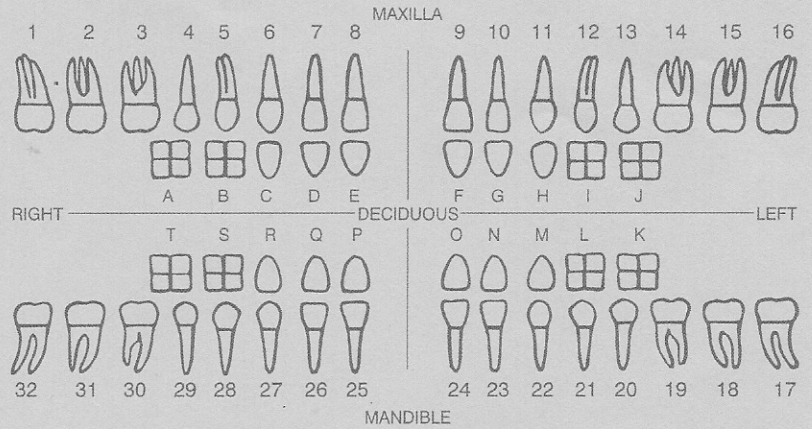 MAXILLA
1 2 3 4 5 6 7 8 9 10 11 12 13 14 15 16
A B C D E F G H I J
RIGHT DECIDUOUS LEFT
T S R Q P O N M L K
32 31 30 29 28 27 26 25 24 23 22 21 20 19 18 17
MANDIBLE